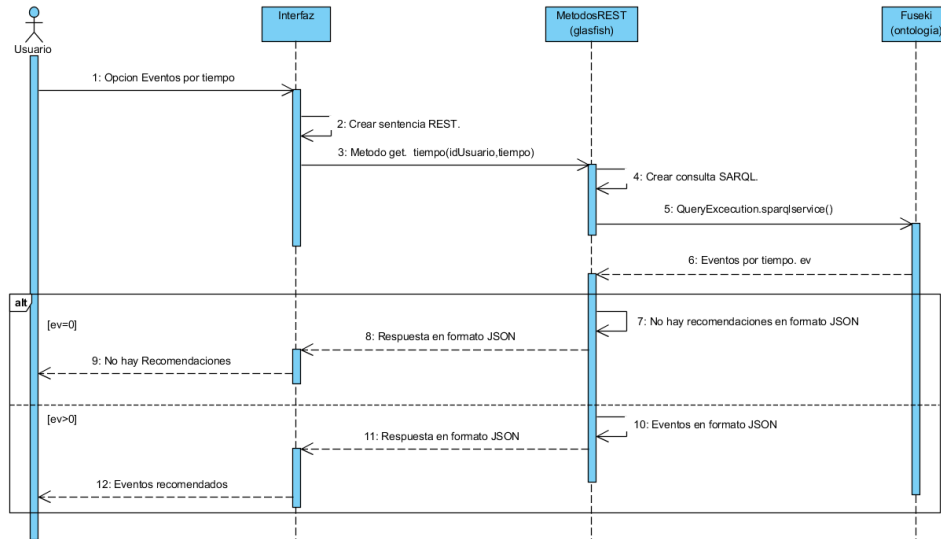 Interfaz
MetodosREST
(glasfish)
Fuseki
(ontología)
Usuario
1: Opcion Eventos por tiempo
2: Crear sentencia REST.
3: Metodo get. tiempo(idUsuario,tiempo)
4: Crear consulta SARQL.
5: QueryExcecution.sparqlservice()
6: Eventos por tiempo. ev
alt
[ev=0]
7: No hay recomendaciones en formato JSON
8: Respuesta en formato JSON
9: No hay Recomendaciones
[ev>0]
10: Eventos en formato JSON
11: Respuesta en formato JSON
12: Eventos recomendados